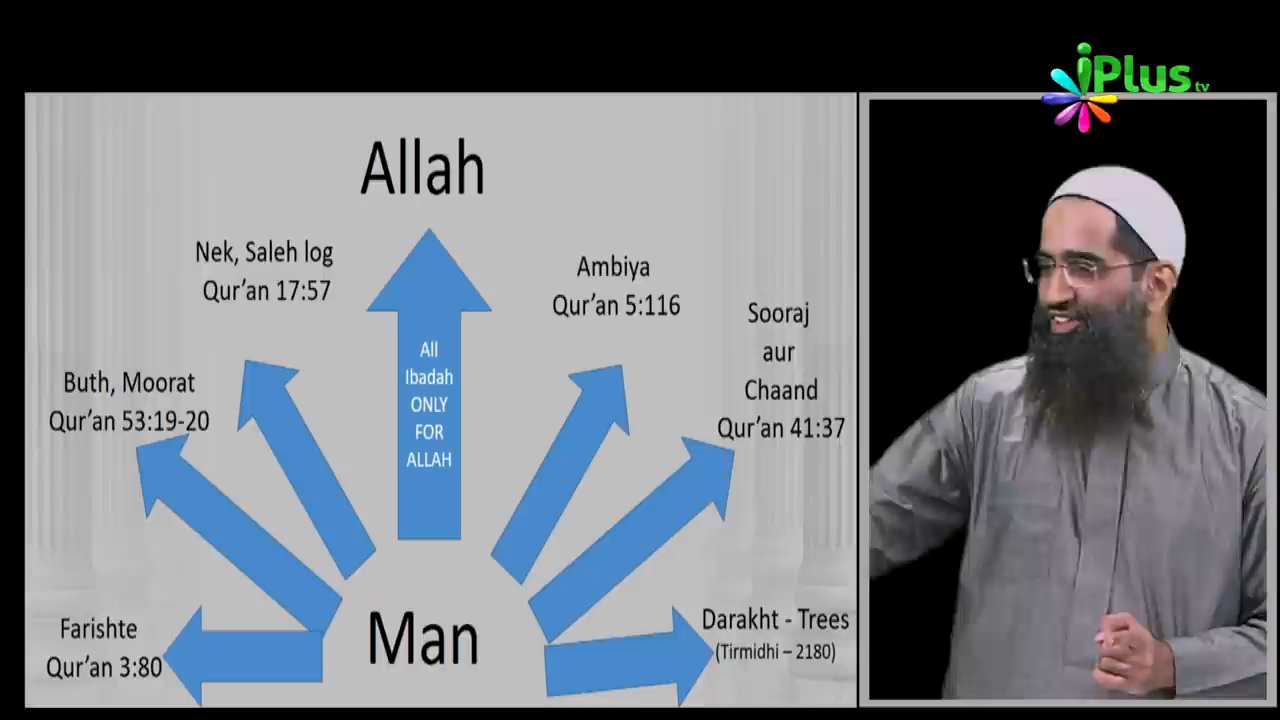 iPlus tv
Allah
Nek, Saleh log
Qur’an 17:57
Ambiya
Qur’an 5:116
Sooraj
aur
Chaand
Qur’an 41:37
Buth, Moorat
Qur’an 53:19-20
All
Ibadah
ONLY
FOR
ALLAH
Farishte
Qur’an 3:80
Man
Darakht - Trees
(Tirmidhi – 2180)